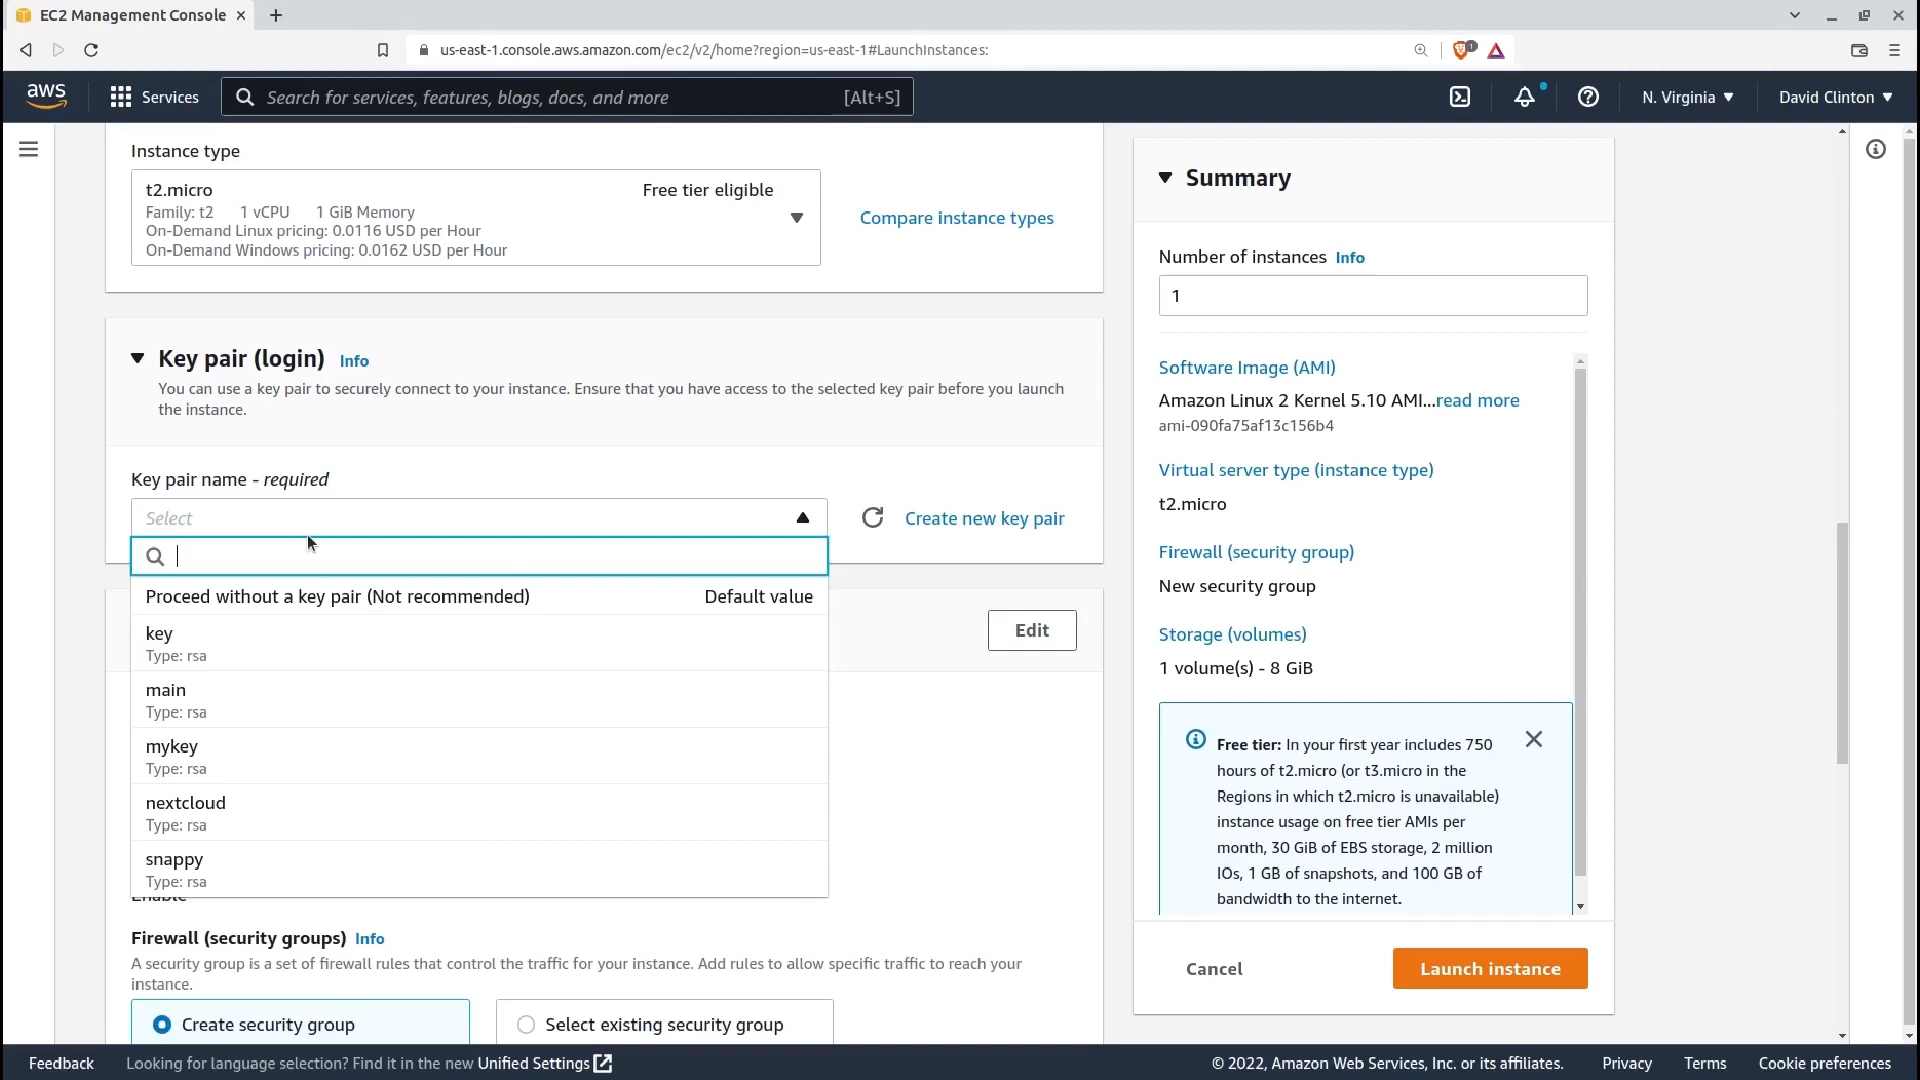 EC2 Management Console
us-east-1.console.aws.amazon.com/ec2/v2/home?region=us-east-1#LaunchInstances:
1
aws
Services
Search for services, features, blogs, docs, and more
[Alt+S]
N. Virginia
David Clinton
Instance type
t2.micro
Free tier eligible
Family: t2 1 vCPU 1 GiB Memory
On-Demand Linux pricing: 0.0116 USD per Hour
On-Demand Windows pricing: 0.0162 USD per Hour
Compare instance types
Key pair (login) Info
You can use a key pair to securely connect to your instance. Ensure that you have access to the selected key pair before you launch
the instance.
Key pair name - required
Select
Create new key pair
Proceed without a key pair (Not recommended)
Default value
key
Type: rsa
main
Type: rsa
mykey
Type: rsa
nextcloud
Type: rsa
snappy
Type: rsa
Edit
Enable
Firewall (security groups) Info
A security group is a set of firewall rules that control the traffic for your instance. Add rules to allow specific traffic to reach your
instance.
Create security group
Select existing security group
Summary
Number of instances Info
1
Software Image (AMI)
Amazon Linux 2 Kernel 5.10 AMI...read more
ami-090fa75af13c156b4
Virtual server type (instance type)
t2.micro
Firewall (security group)
New security group
Storage (volumes)
1 volume(s) - 8 GiB
Free tier: In your first year includes 750
hours of t2.micro (or t3.micro in the
Regions in which t2.micro is unavailable)
instance usage on free tier AMIs per
month, 30 GiB of EBS storage, 2 million
IOs, 1 GB of snapshots, and 100 GB of
bandwidth to the internet.
Cancel
Launch instance
Feedback
Looking for language selection? Find it in the new Unified Settings
© 2022, Amazon Web Services, Inc. or its affiliates.
Privacy
Terms
Cookie preferences